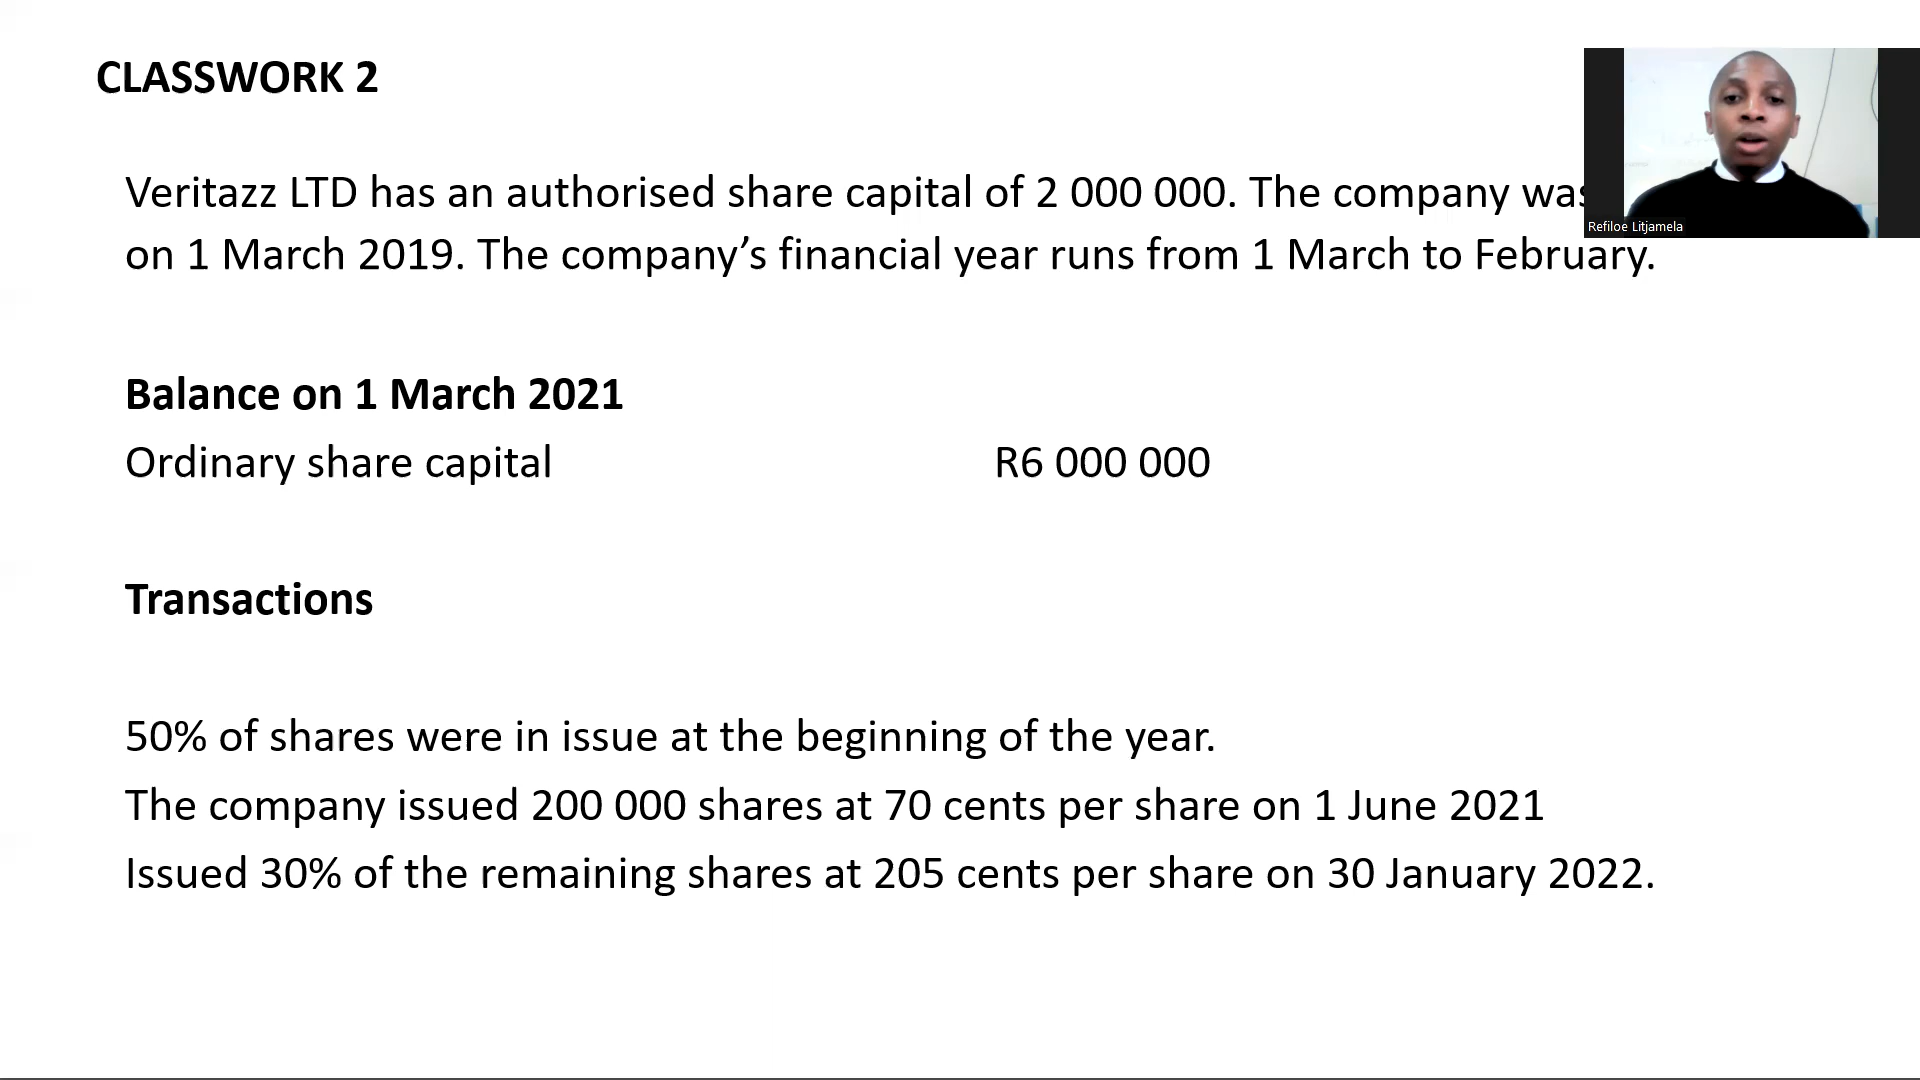 CLASSWORK 2
Veritazz LTD has an authorised share capital of 2 000 000. The company was
on 1 March 2019. The company’s financial year runs from 1 March to February.
Refiloe Litjamela
Balance on 1 March 2021
Ordinary share capital R6 000 000
Transactions
50% of shares were in issue at the beginning of the year.
The company issued 200 000 shares at 70 cents per share on 1 June 2021
Issued 30% of the remaining shares at 205 cents per share on 30 January 2022.